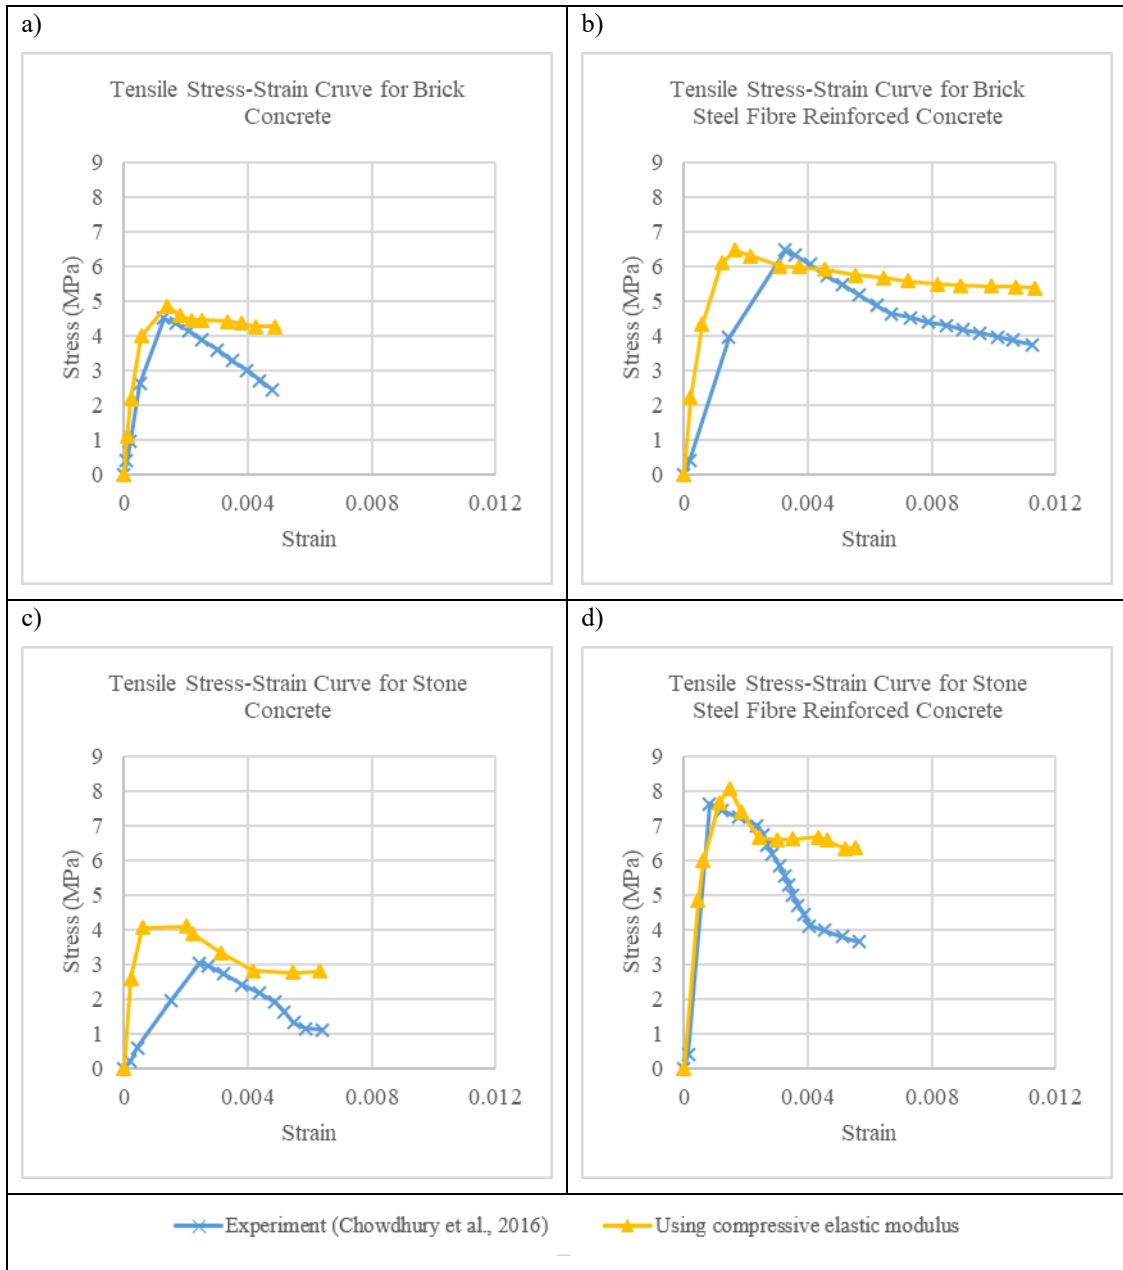 a)
Tensile Stress-Strain Cruve for Brick
Concrete
9
8
7
6
5
4
3
2
1
0
Stress (MPa)
0 0.004 0.008 0.012
Strain
b)
Tensile Stress-Strain Curve for Brick
Steel Fibre Reinforced Concrete
9
8
7
6
5
4
3
2
1
0
Stress (MPa)
0 0.004 0.008 0.012
Strain
c)
Tensile Stress-Strain Curve for Stone
Concrete
9
8
7
6
5
4
3
2
1
0
Stress (MPa)
0 0.004 0.008 0.012
Strain
d)
Tensile Stress-Strain Curve for Stone
Steel Fibre Reinforced Concrete
9
8
7
6
5
4
3
2
1
0
Stress (MPa)
0 0.004 0.008 0.012
Strain
Experiment (Chowdhury et al., 2016) Using compressive elastic modulus